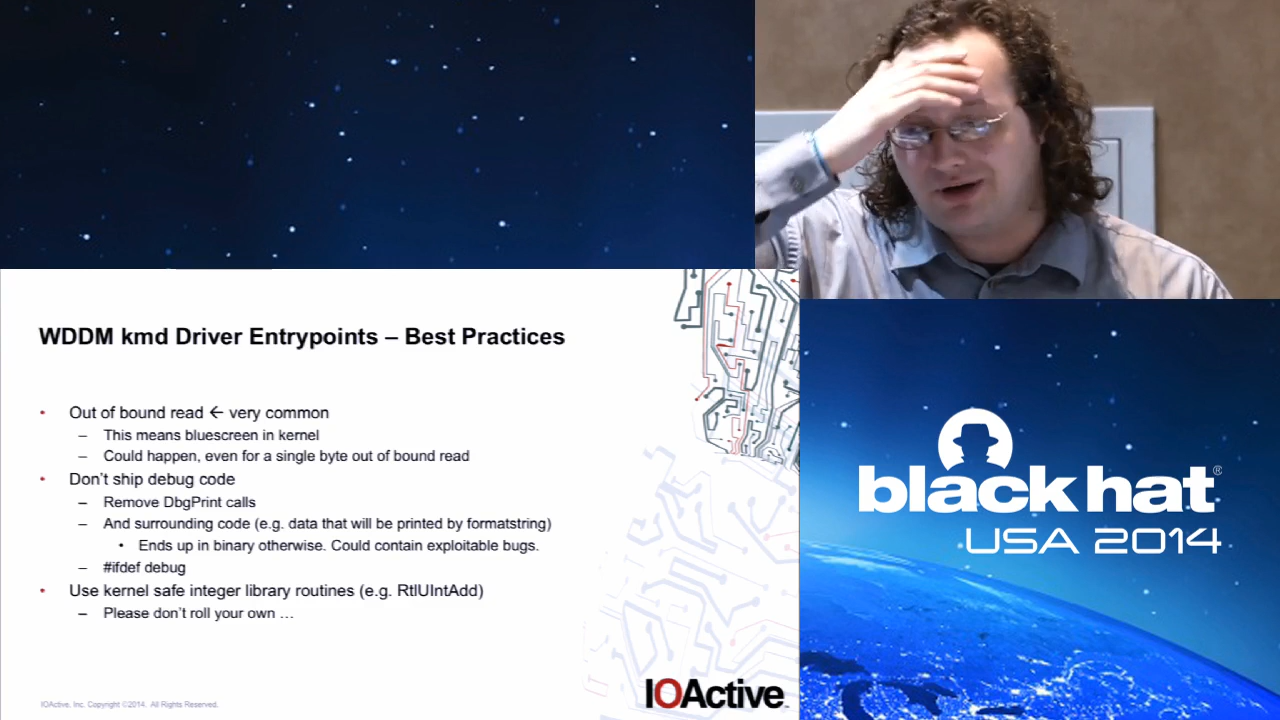 WDDM kmd Driver Entrypoints – Best Practices
• Out of bound read ← very common
– This means bluescreen in kernel
– Could happen, even for a single byte out of bound read
• Don't ship debug code
– Remove DbgPrint calls
– And surrounding code (e.g. data that will be printed by formatstring)
• Ends up in binary otherwise. Could contain exploitable bugs.
– #ifdef debug
• Use kernel safe integer library routines (e.g. RtlUIntAdd)
– Please don't roll your own …
IOActive, Inc. Copyright ©2014. All Rights Reserved.
IOActive
black hat®
USA 2014